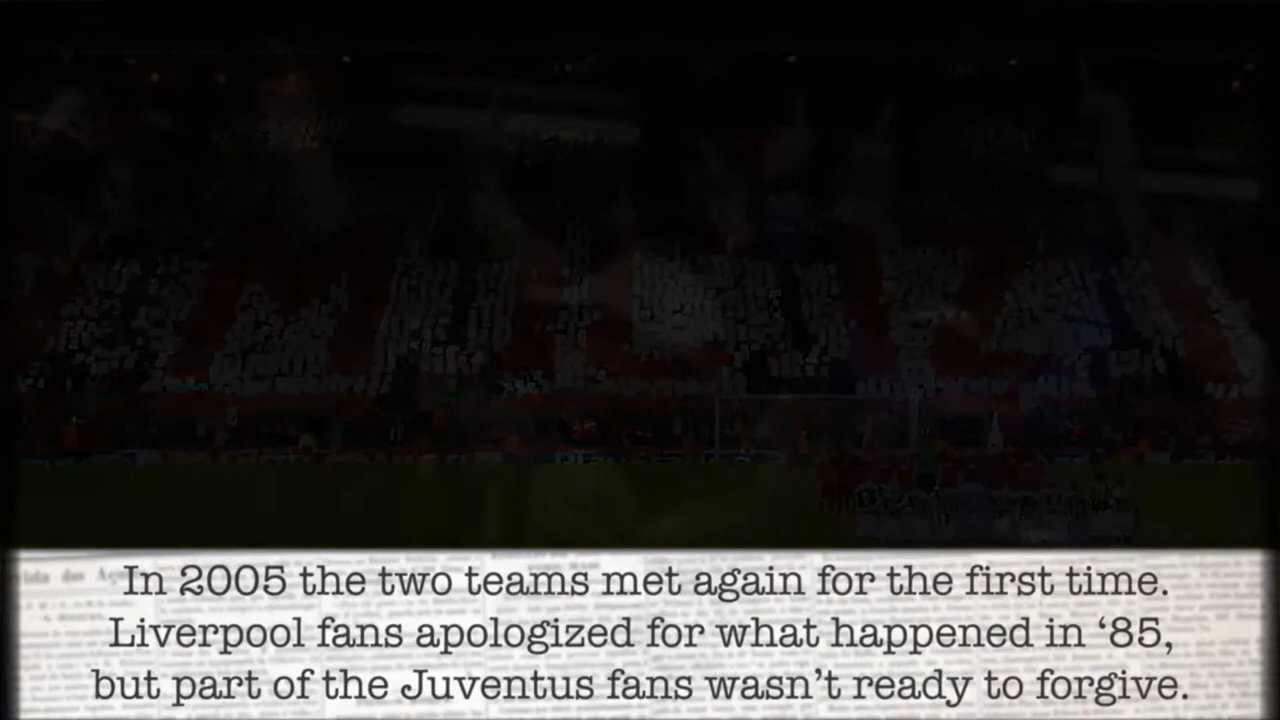 In 2005 the two teams met again for the first time.
Liverpool fans apologized for what happened in ‘85,
but part of the Juventus fans wasn’t ready to forgive.